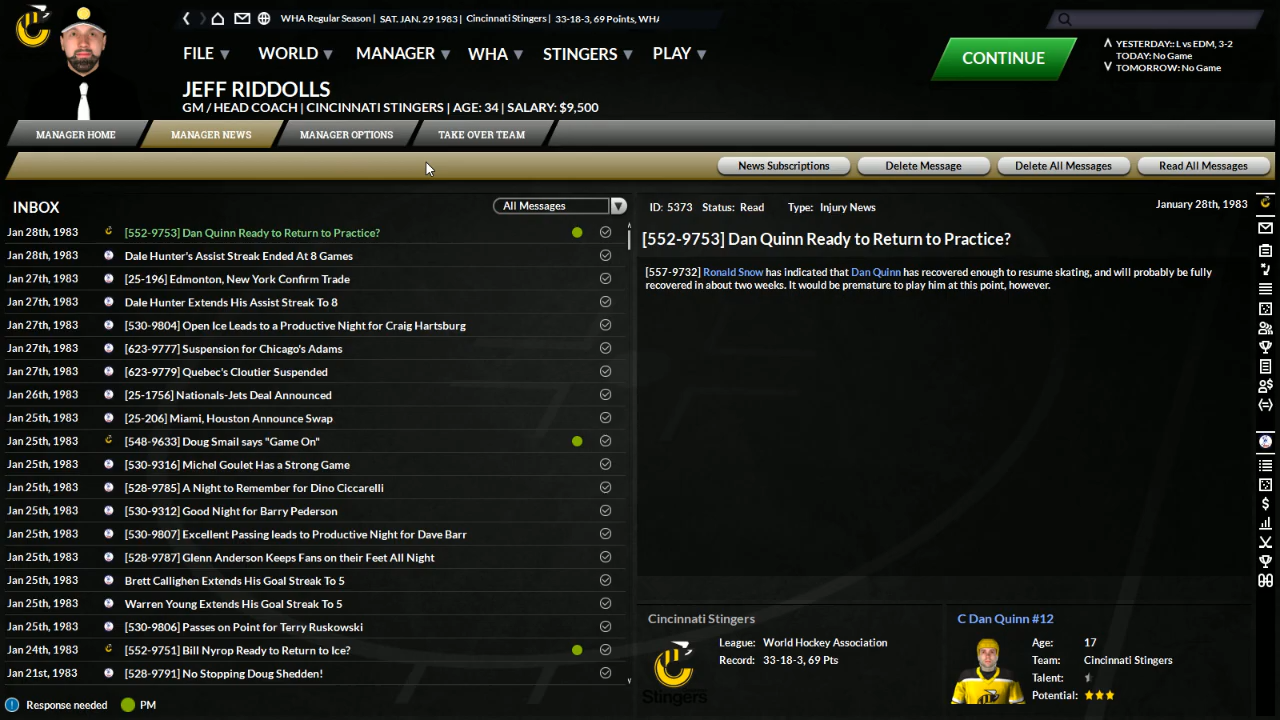 WHA Regular Season | SAT. JAN. 29 1983 | Cincinnati Stingers | 33-18-3, 69 Points, WHA
FILE WORLD MANAGER WHA STINGERS PLAY
CONTINUE
YESTERDAY:: L vs EDM, 3-2
TODAY: No Game
TOMORROW: No Game
JEFF RIDDOLLS
GM / HEAD COACH | CINCINNATI STINGERS | AGE: 34 | SALARY: $9,500
MANAGER HOME MANAGER NEWS MANAGER OPTIONS TAKE OVER TEAM
News Subscriptions Delete Message Delete All Messages Read All Messages
INBOX All Messages
Jan 28th, 1983 [552-9753] Dan Quinn Ready to Return to Practice?
Jan 28th, 1983 Dale Hunter's Assist Streak Ended At 8 Games
Jan 27th, 1983 [25-196] Edmonton, New York Confirm Trade
Jan 27th, 1983 Dale Hunter Extends His Assist Streak To 8
Jan 27th, 1983 [530-9804] Open Ice Leads to a Productive Night for Craig Hartsburg
Jan 27th, 1983 [623-9777] Suspension for Chicago's Adams
Jan 27th, 1983 [623-9779] Quebec's Cloutier Suspended
Jan 26th, 1983 [25-1756] Nationals-Jets Deal Announced
Jan 25th, 1983 [25-206] Miami, Houston Announce Swap
Jan 25th, 1983 [548-9633] Doug Smail says "Game On"
Jan 25th, 1983 [530-9316] Michel Goulet Has a Strong Game
Jan 25th, 1983 [528-9785] A Night to Remember for Dino Ciccarelli
Jan 25th, 1983 [530-9312] Good Night for Barry Pederson
Jan 25th, 1983 [530-9807] Excellent Passing leads to Productive Night for Dave Barr
Jan 25th, 1983 [528-9787] Glenn Anderson Keeps Fans on their Feet All Night
Jan 25th, 1983 Brett Callighen Extends His Goal Streak To 5
Jan 25th, 1983 Warren Young Extends His Goal Streak To 5
Jan 25th, 1983 [530-9806] Passes on Point for Terry Ruskowski
Jan 24th, 1983 [552-9751] Bill Nyrop Ready to Return to Ice?
Jan 21st, 1983 [528-9791] No Stopping Doug Shedden!
Response needed PM
ID: 5373 Status: Read Type: Injury News January 28th, 1983
[552-9753] Dan Quinn Ready to Return to Practice?
[557-9732] Ronald Snow has indicated that Dan Quinn has recovered enough to resume skating, and will probably be fully
recovered in about two weeks. It would be premature to play him at this point, however.
Cincinnati Stingers
League: World Hockey Association
Record: 33-18-3, 69 Pts
Stingers
C Dan Quinn #12
Age: 17
Team: Cincinnati Stingers
Talent:
Potential: